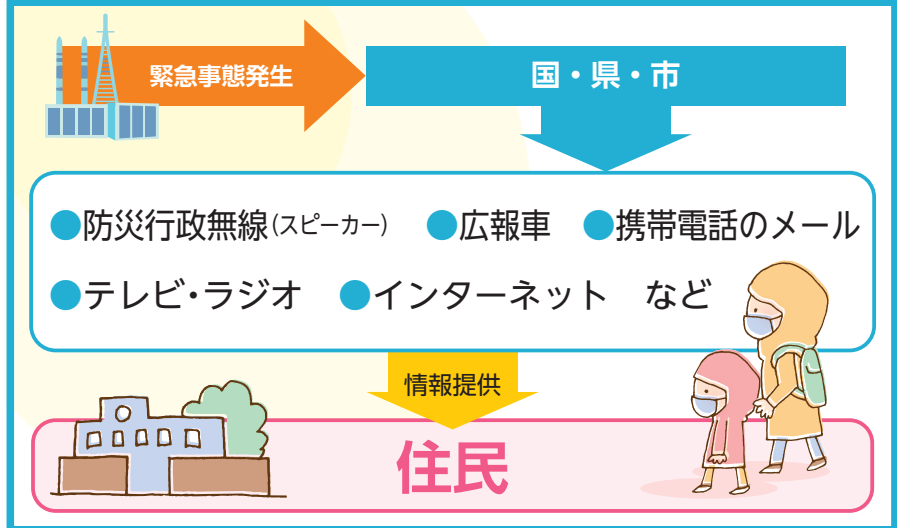 緊急事態発生
国・県・市
●防災行政無線(スピーカー) ●広報車 ●携帯電話のメール
●テレビ・ラジオ ●インターネット など
情報提供
住民